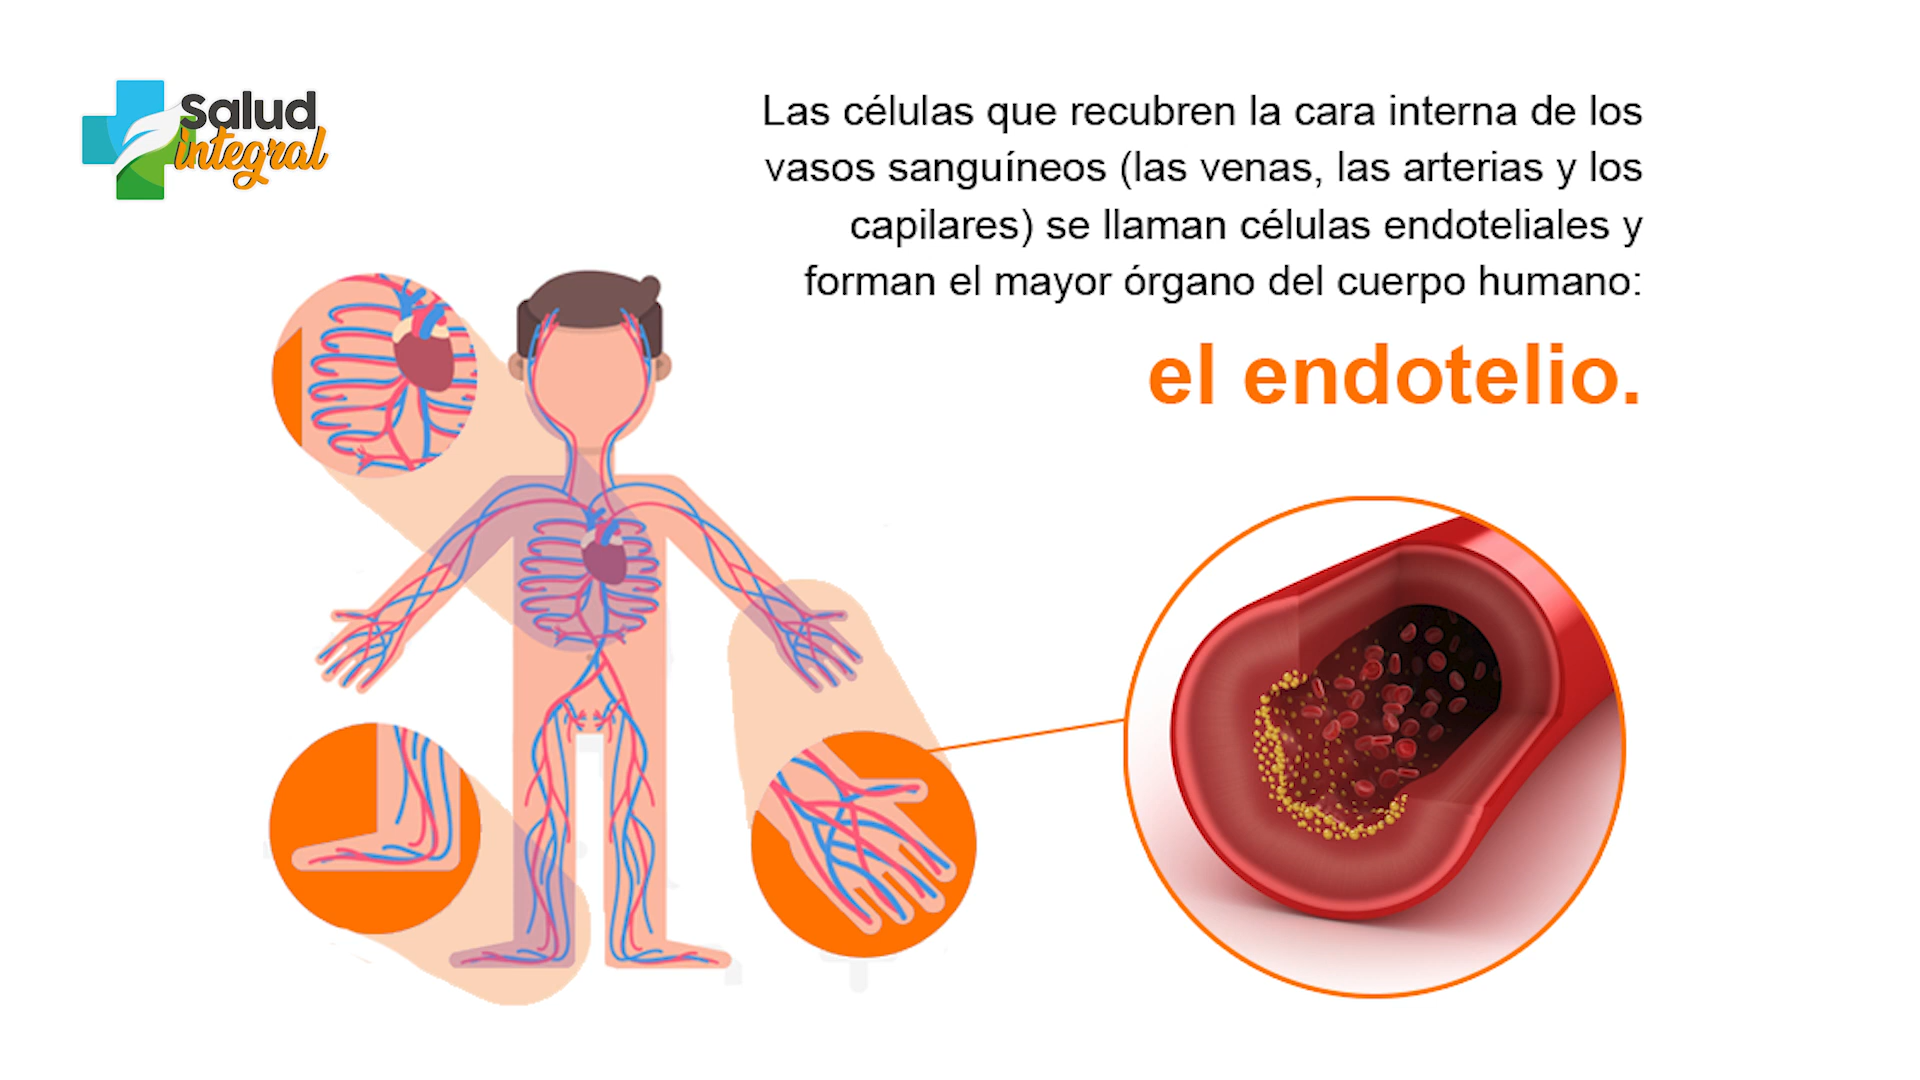 Salud
integral
Las células que recubren la cara interna de los
vasos sanguíneos (las venas, las arterias y los
capilares) se llaman células endoteliales y
forman el mayor órgano del cuerpo humano:
el endotelio.